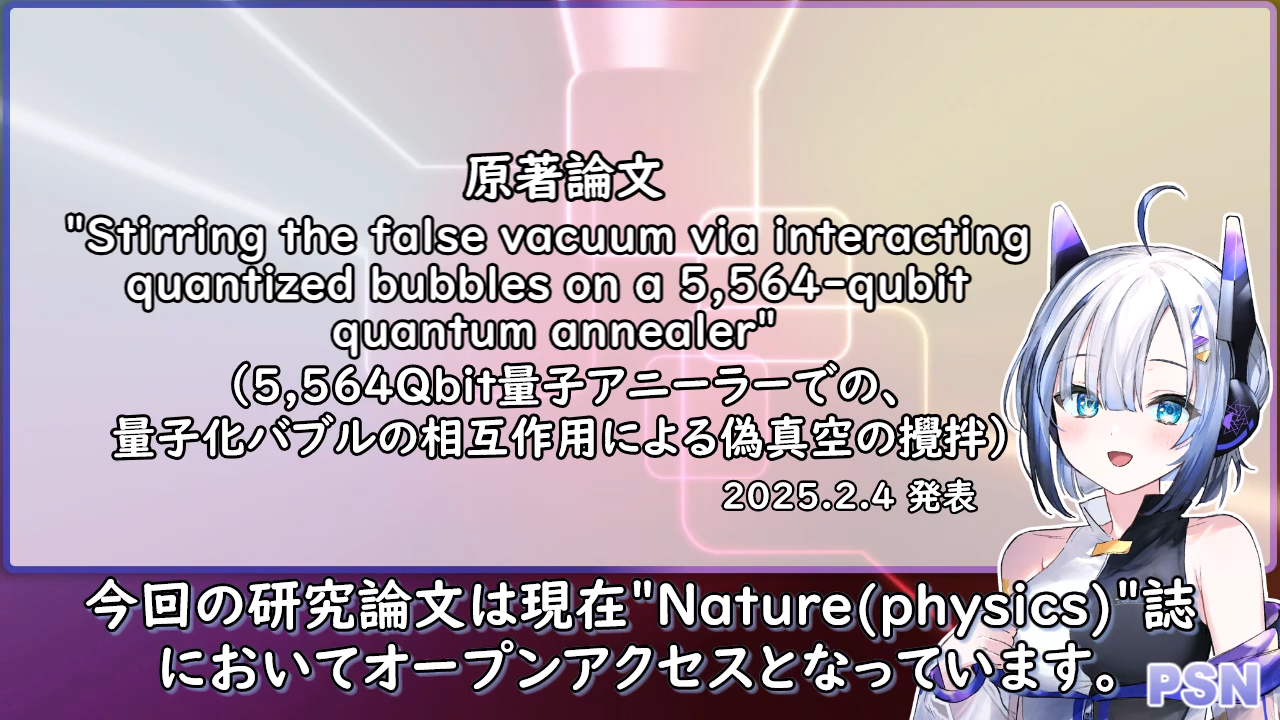 原著論文
"Stirring the false vacuum via interacting
quantized bubbles on a 5,564-qubit
quantum annealer"
（5,564Qbit量子アニーラーでの、
量子化バブルの相互作用による偽真空の攪拌）
2025.2.4 発表
今回の研究論文は現在"Nature(physics)"誌
においてオープンアクセスとなっています。
PSN